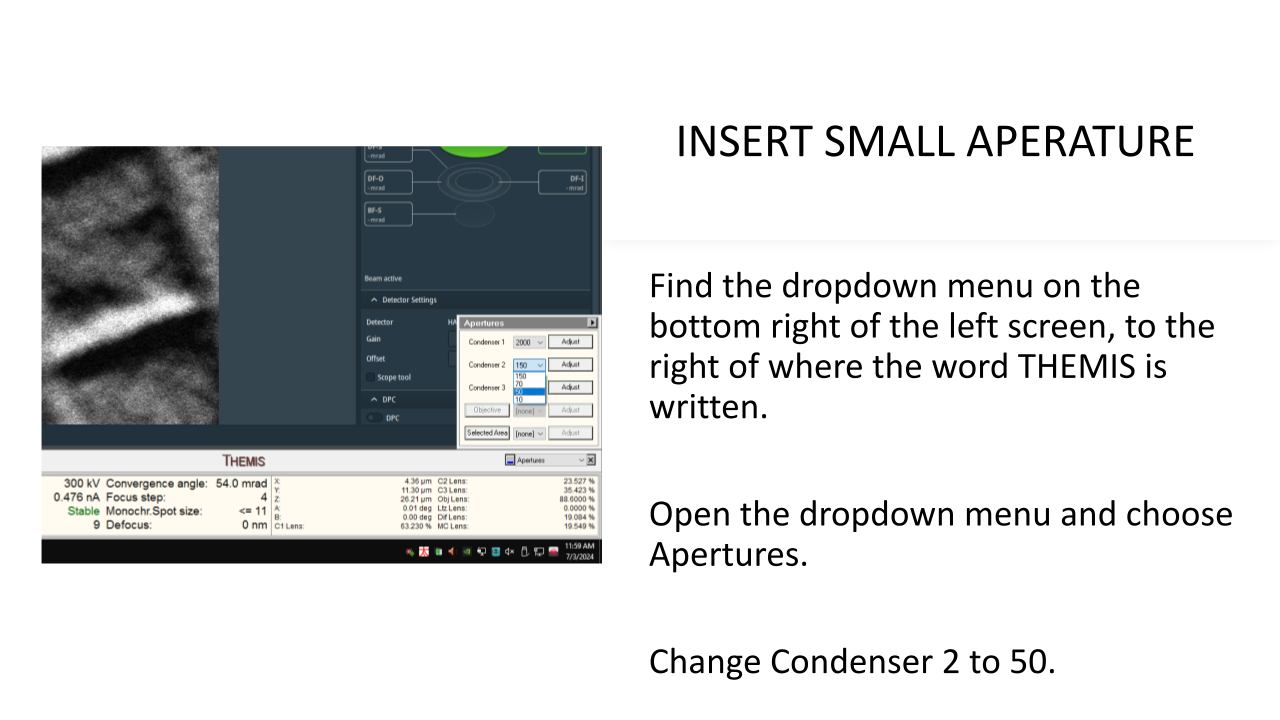 INSERT SMALL APERATURE
DF-S
- mrad
DF-O
- mrad
DF-I
- mrad
BF-S
- mrad
Beam active
Detector Settings
Detector
HA
Gain
Offset
Scope tool
DPC
DPC
Apertures
Condenser 1 2000 Adjust
Condenser 2 150 Adjust
150
70
50
10
Condenser 3 Adjust
Objective [none] Adjust
Selected Area [none] Adjust
THEMIS
Apertures
300 kV Convergence angle: 54.0 mrad
0.476 nA Focus step: 4
Stable Monochr.Spot size: <= 11
9 Defocus: 0 nm
X: 4.36 µm C2 Lens: 23.527 %
Y: 11.30 µm C3 Lens: 35.423 %
Z: 26.21 µm Obj Lens: 88.6000 %
A: 0.01 deg Ltz Lens: 0.0000 %
B: 0.00 deg Dif Lens: 19.084 %
C1 Lens: 63.230 % MC Lens: 19.549 %
11:59 AM
7/3/2024
Find the dropdown menu on the
bottom right of the left screen, to the
right of where the word THEMIS is
written.
Open the dropdown menu and choose
Apertures.
Change Condenser 2 to 50.